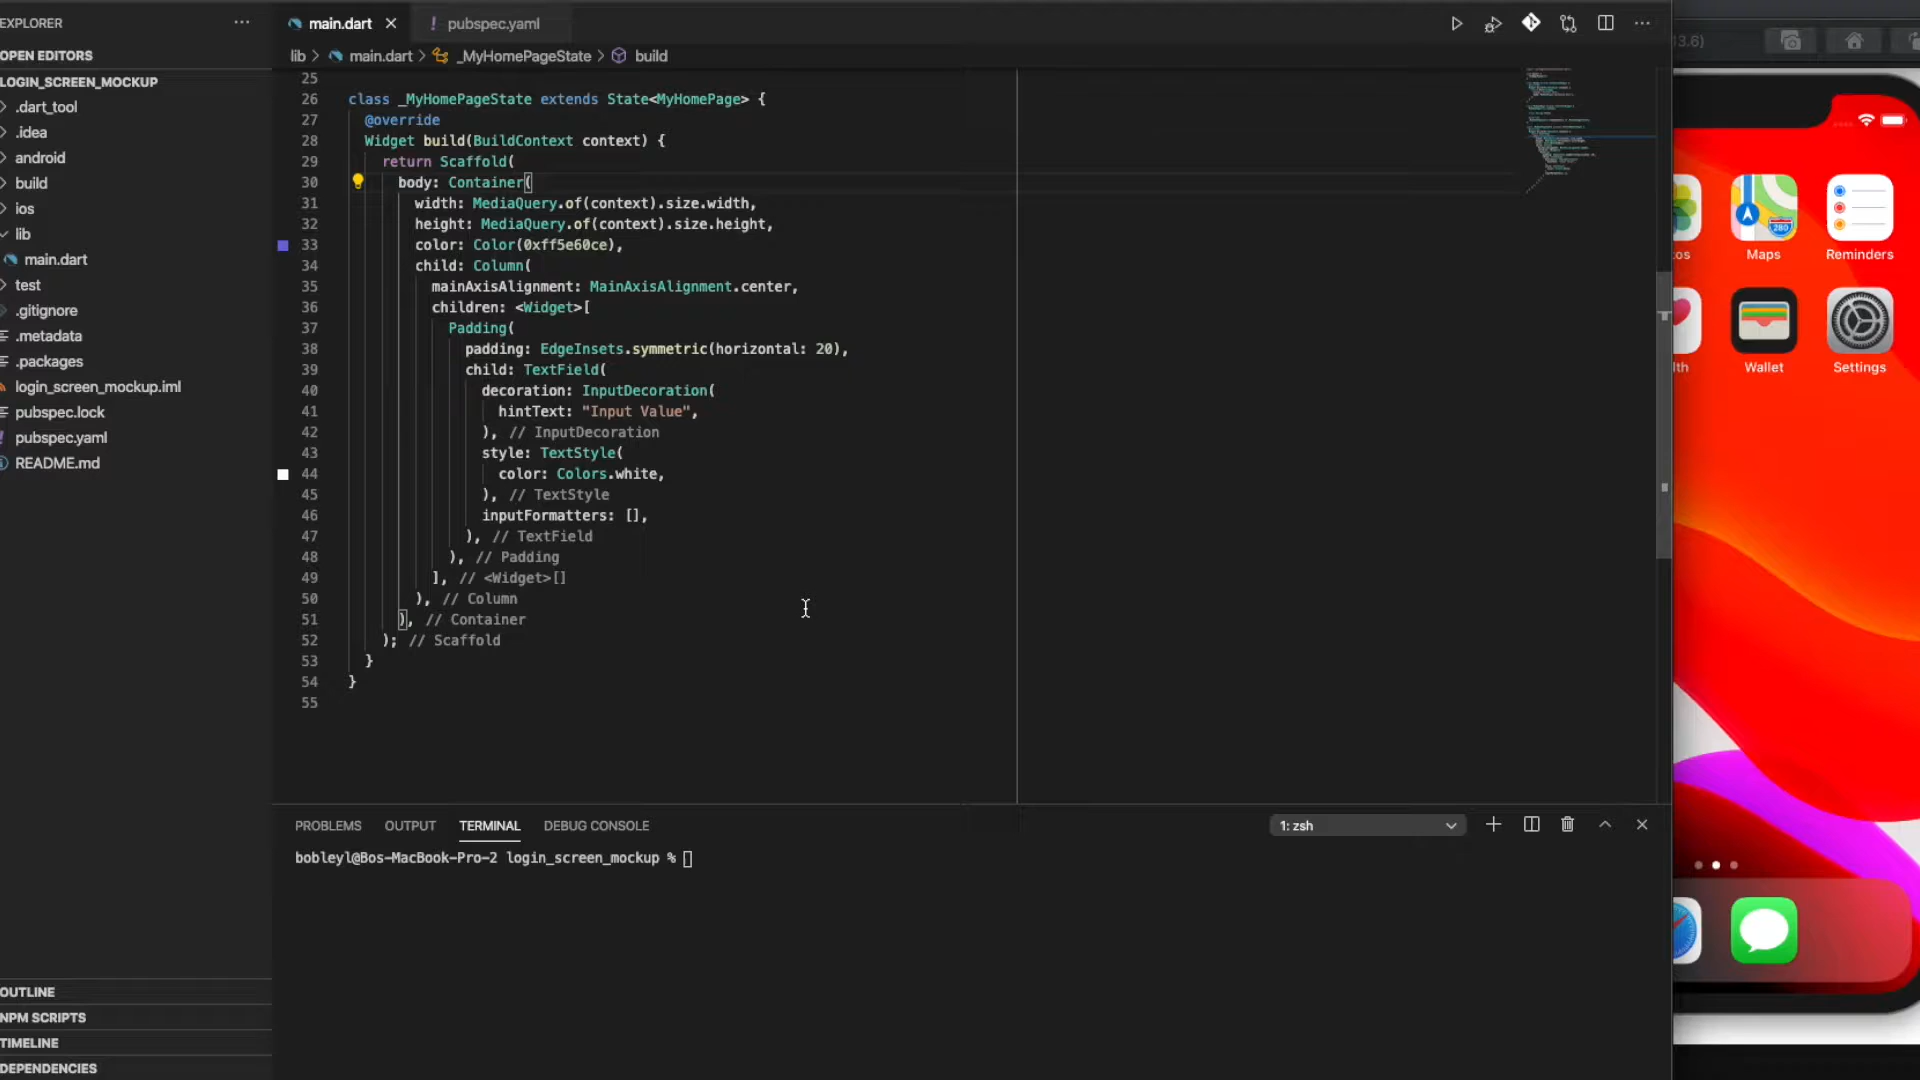 EXPLORER
···
main.dart
! pubspec.yaml
···
13.6)
OPEN EDITORS
lib > main.dart > _MyHomePageState > build
LOGIN_SCREEN_MOCKUP
.dart_tool
.idea
android
build
ios
lib
main.dart
test
.gitignore
.metadata
.packages
login_screen_mockup.iml
pubspec.lock
! pubspec.yaml
README.md
OUTLINE
NPM SCRIPTS
TIMELINE
DEPENDENCIES
25
26 class _MyHomePageState extends State<MyHomePage> {
27 @override
28 Widget build(BuildContext context) {
29 return Scaffold(
30 body: Container(
31 width: MediaQuery.of(context).size.width,
32 height: MediaQuery.of(context).size.height,
33 color: Color(0xff5e60ce),
34 child: Column(
35 mainAxisAlignment: MainAxisAlignment.center,
36 children: <Widget>[
37 Padding(
38 padding: EdgeInsets.symmetric(horizontal: 20),
39 child: TextField(
40 decoration: InputDecoration(
41 hintText: "Input Value",
42 ), // InputDecoration
43 style: TextStyle(
44 color: Colors.white,
45 ), // TextStyle
46 inputFormatters: [],
47 ), // TextField
48 ), // Padding
49 ], // <Widget>[]
50 ), // Column
51 ), // Container
52 ); // Scaffold
53 }
54 }
55
PROBLEMS OUTPUT TERMINAL DEBUG CONSOLE
1: zsh
bobleyl@Bos-MacBook-Pro-2 login_screen_mockup %
280
os Maps Reminders
lth Wallet Settings